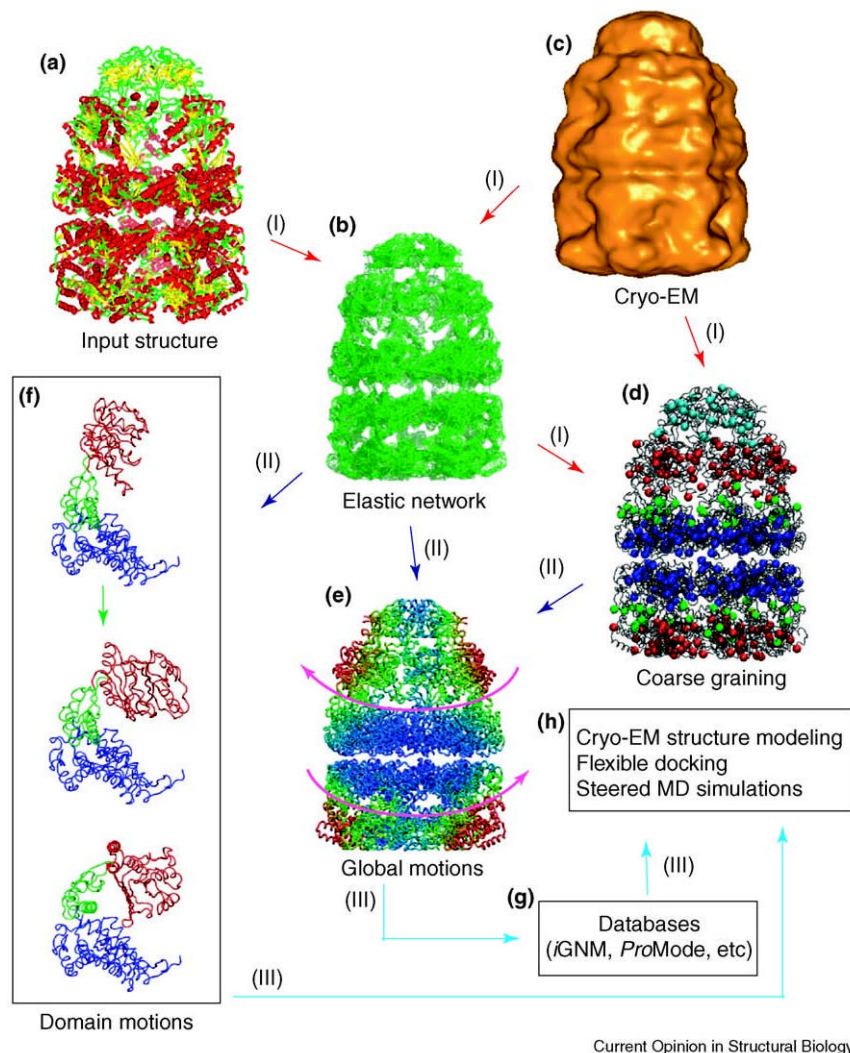 (a)
(c)
(I)
(I)
(b)
Cryo-EM
Input structure
(I)
(f)
(d)
(I)
(II)
Elastic network
(II)
(II)
(e)
Coarse graining
(h)
Cryo-EM structure modeling
Flexible docking
Steered MD simulations
Global motions
(III)
(III)
(g)
Databases
(iGNM, ProMode, etc)
(III)
Domain motions
Current Opinion in Structural Biology